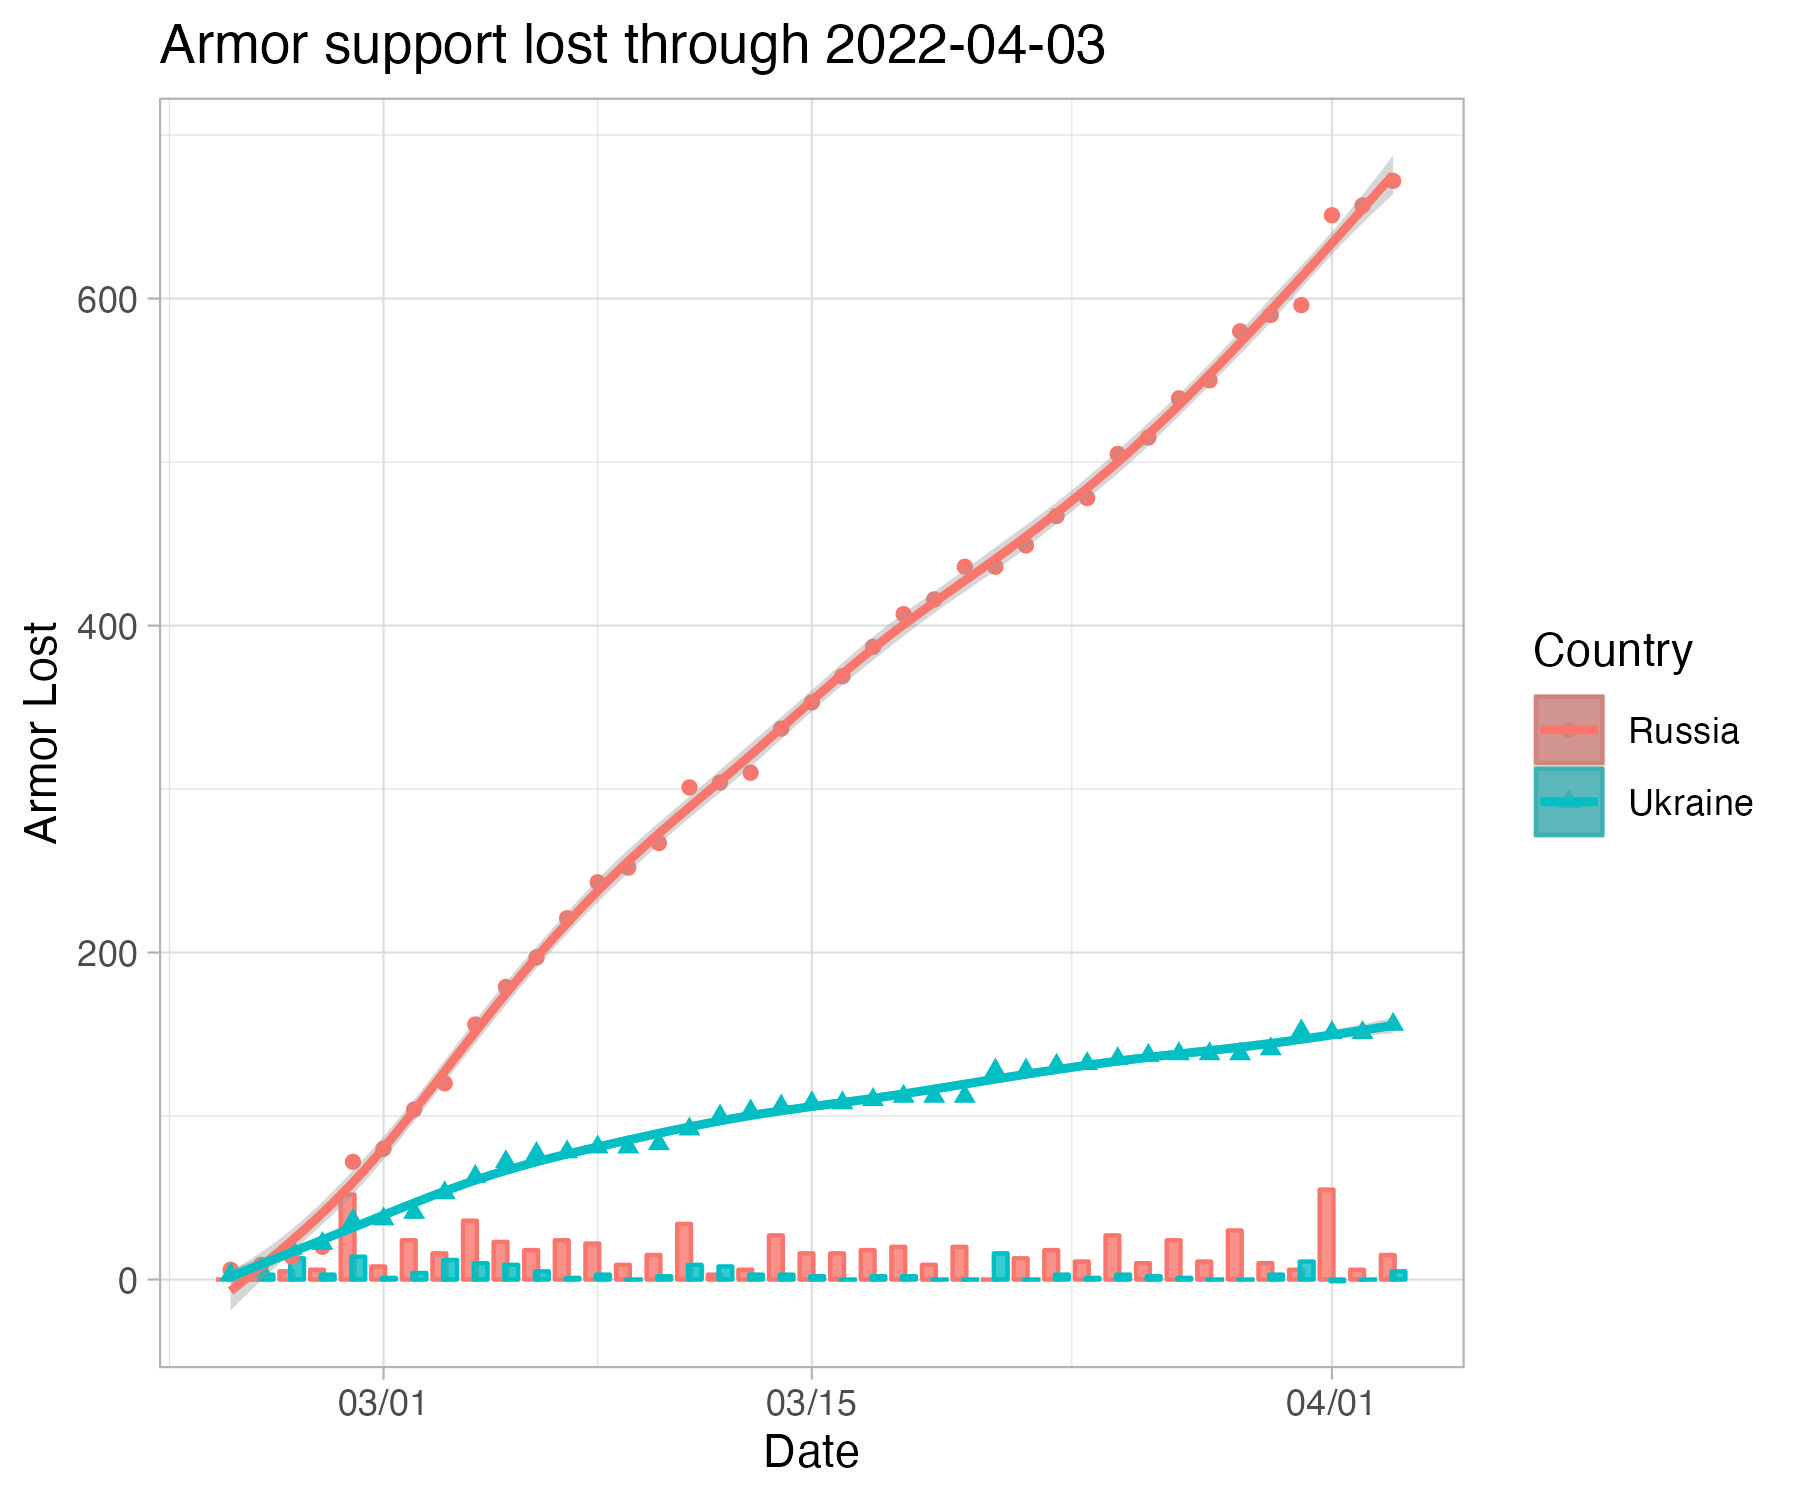 Armor support lost through 2022-04-03
Armor Lost
600
400
200
0
03/01
03/15
04/01
Date
Country
Russia
Ukraine